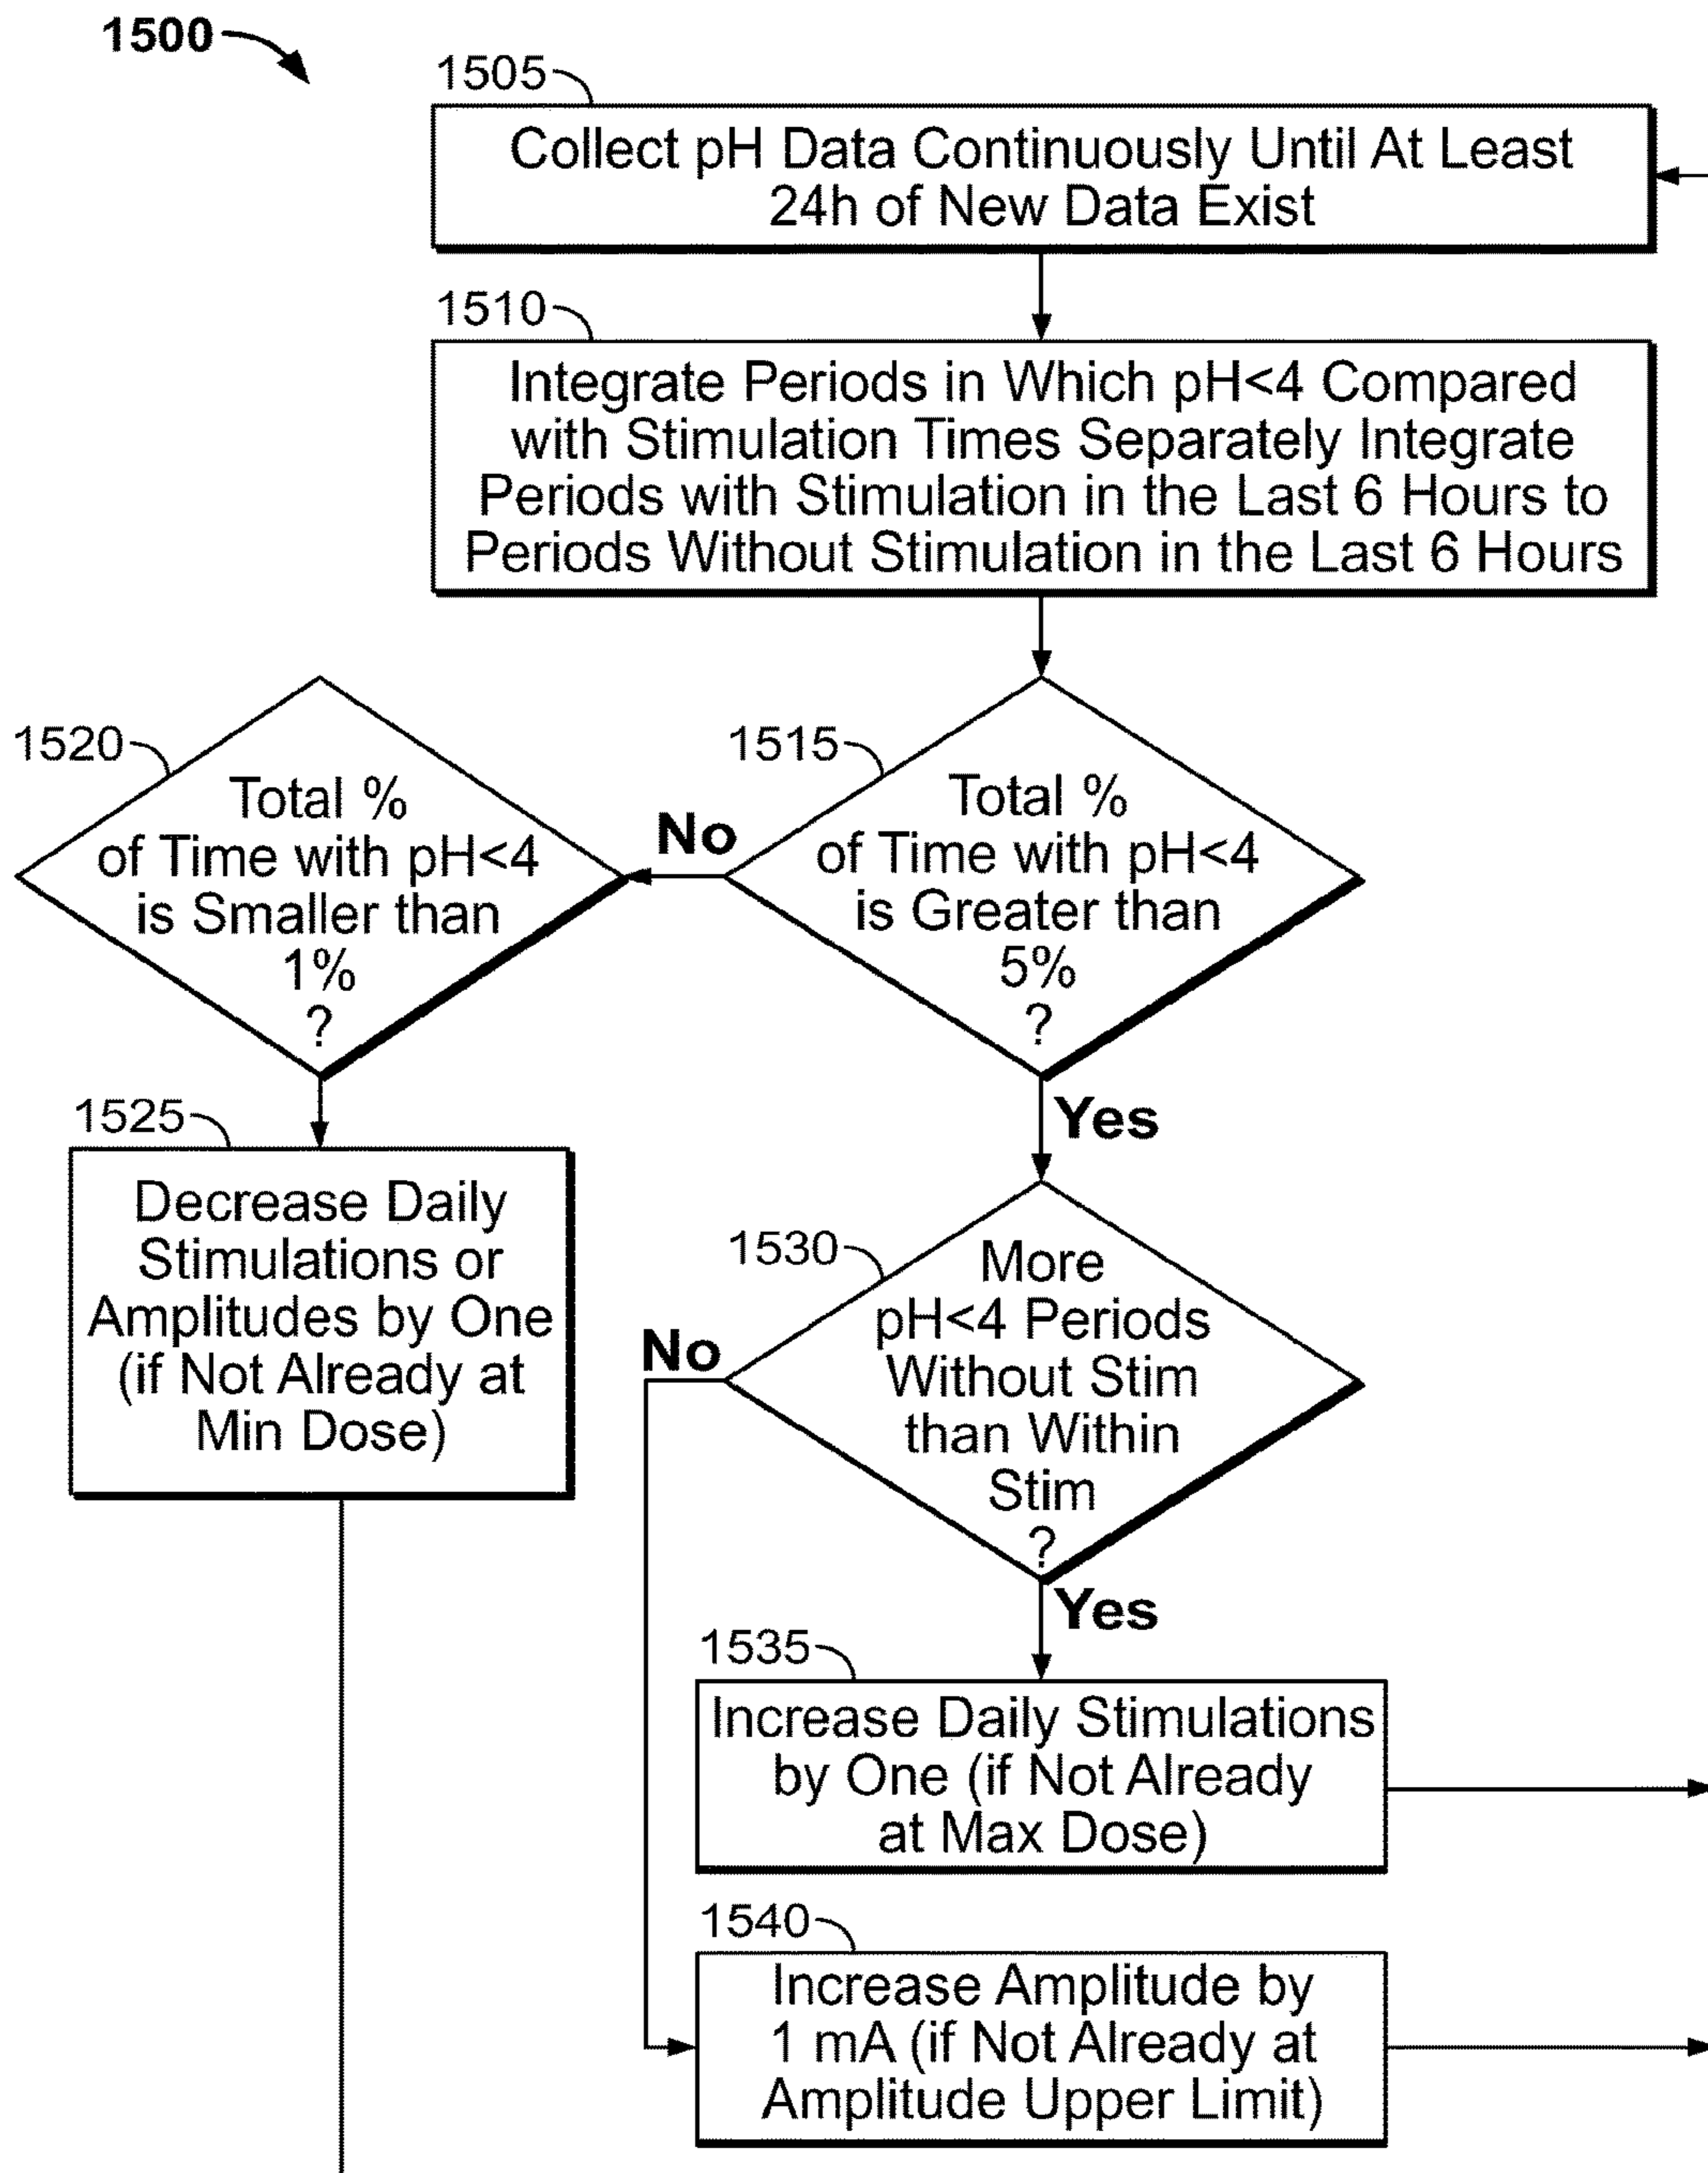 1500
1505
Collect pH Data Continuously Until At Least
24h of New Data Exist
1510
Integrate Periods in Which pH<4 Compared
with Stimulation Times Separately Integrate
Periods with Stimulation in the Last 6 Hours to
Periods Without Stimulation in the Last 6 Hours
1520
Total %
of Time with pH<4
is Smaller than
1%
?
No
1515
Total %
of Time with pH<4
is Greater than
5%
?
Yes
1525
Decrease Daily
Stimulations or
Amplitudes by One
(if Not Already at
Min Dose)
1530
More
pH<4 Periods
Without Stim
than Within
Stim
?
No
Yes
1535
Increase Daily Stimulations
by One (if Not Already
at Max Dose)
1540
Increase Amplitude by
1 mA (if Not Already at
Amplitude Upper Limit)